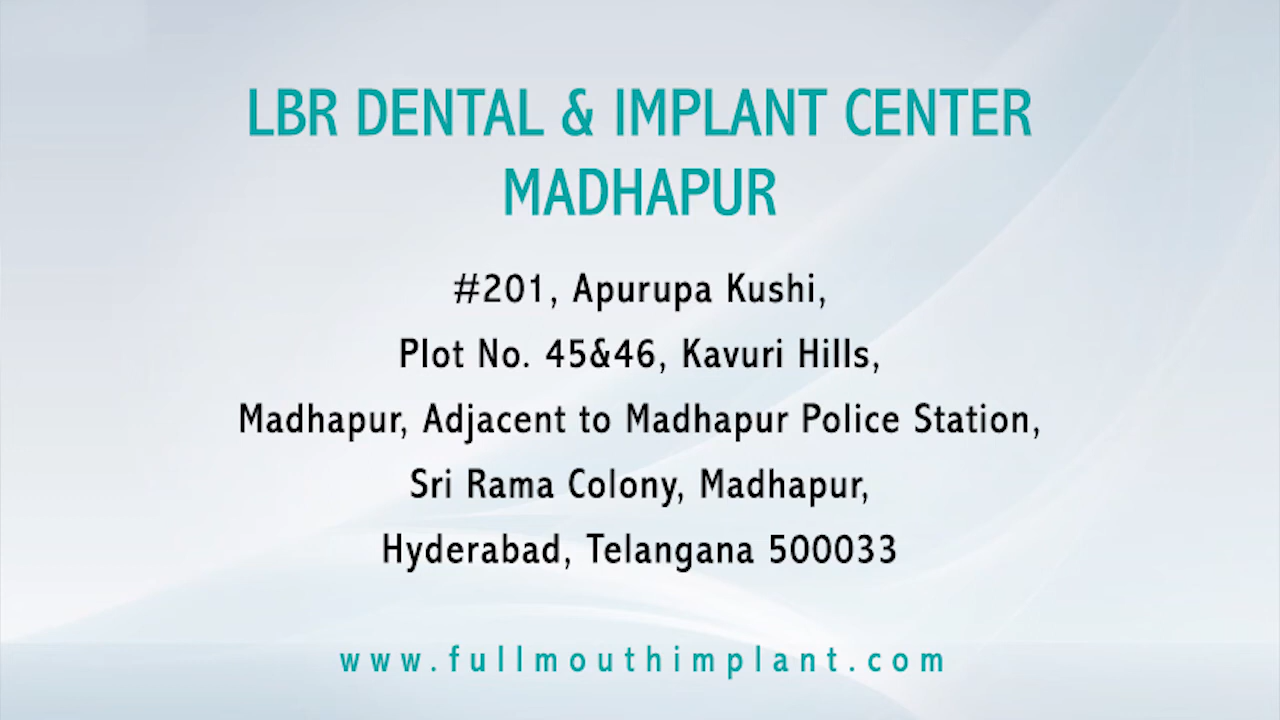 LBR DENTAL & IMPLANT CENTER
MADHAPUR
#201, Apurupa Kushi,
Plot No. 45&46, Kavuri Hills,
Madhapur, Adjacent to Madhapur Police Station,
Sri Rama Colony, Madhapur,
Hyderabad, Telangana 500033
www.fullmouthimplant.com